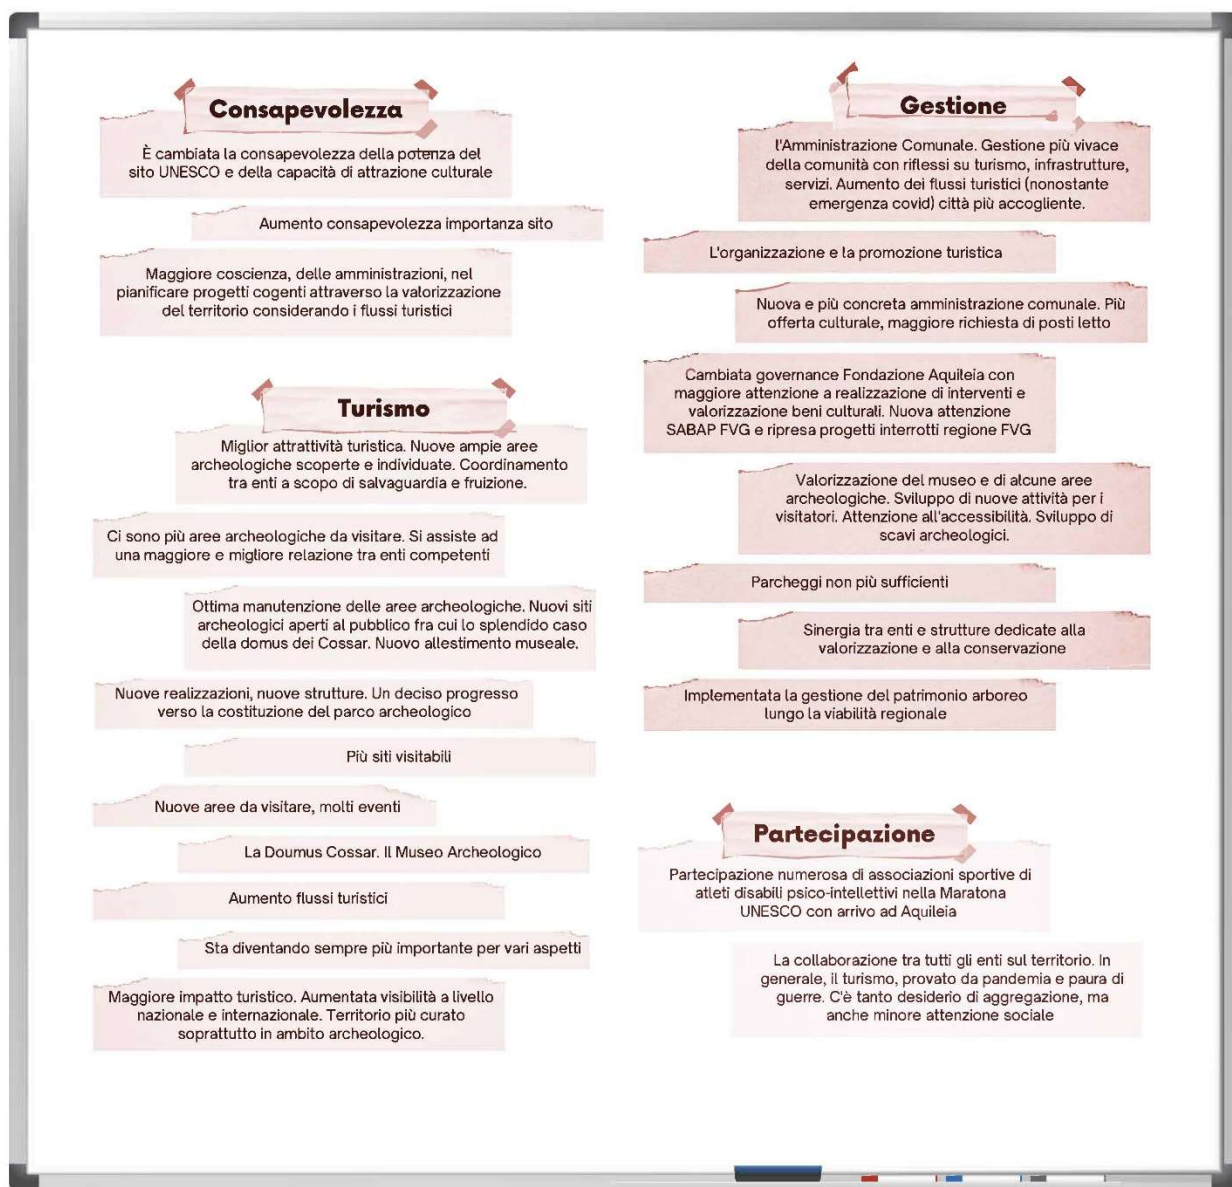 Consapevolezza
È cambiata la consapevolezza della potenza del
sito UNESCO e della capacità di attrazione culturale
Aumento consapevolezza importanza sito
Maggiore coscienza, delle amministrazioni, nel
pianificare progetti cogenti attraverso la valorizzazione
del territorio considerando i flussi turistici
Turismo
Miglior attrattività turistica. Nuove ampie aree
archeologiche scoperte e individuate. Coordinamento
tra enti a scopo di salvaguardia e fruizione.
Ci sono più aree archeologiche da visitare. Si assiste ad
una maggiore e migliore relazione tra enti competenti
Ottima manutenzione delle aree archeologiche. Nuovi siti
archeologici aperti al pubblico fra cui lo splendido caso
della domus dei Cossar. Nuovo allestimento museale.
Nuove realizzazioni, nuove strutture. Un deciso progresso
verso la costituzione del parco archeologico
Più siti visitabili
Nuove aree da visitare, molti eventi
La Doumus Cossar. Il Museo Archeologico
Aumento flussi turistici
Sta diventando sempre più importante per vari aspetti
Maggiore impatto turistico. Aumentata visibilità a livello
nazionale e internazionale. Territorio più curato
soprattutto in ambito archeologico.
Gestione
l'Amministrazione Comunale. Gestione più vivace
della comunità con riflessi su turismo, infrastrutture,
servizi. Aumento dei flussi turistici (nonostante
emergenza covid) città più accogliente.
L'organizzazione e la promozione turistica
Nuova e più concreta amministrazione comunale. Più
offerta culturale, maggiore richiesta di posti letto
Cambiata governance Fondazione Aquileia con
maggiore attenzione a realizzazione di interventi e
valorizzazione beni culturali. Nuova attenzione
SABAP FVG e ripresa progetti interrotti regione FVG
Valorizzazione del museo e di alcune aree
archeologiche. Sviluppo di nuove attività per i
visitatori. Attenzione all'accessibilità. Sviluppo di
scavi archeologici.
Parcheggi non più sufficienti
Sinergia tra enti e strutture dedicate alla
valorizzazione e alla conservazione
Implementata la gestione del patrimonio arboreo
lungo la viabilità regionale
Partecipazione
Partecipazione numerosa di associazioni sportive di
atleti disabili psico-intellettivi nella Maratona
UNESCO con arrivo ad Aquileia
La collaborazione tra tutti gli enti sul territorio. In
generale, il turismo, provato da pandemia e paura di
guerre. C'è tanto desiderio di aggregazione, ma
anche minore attenzione sociale